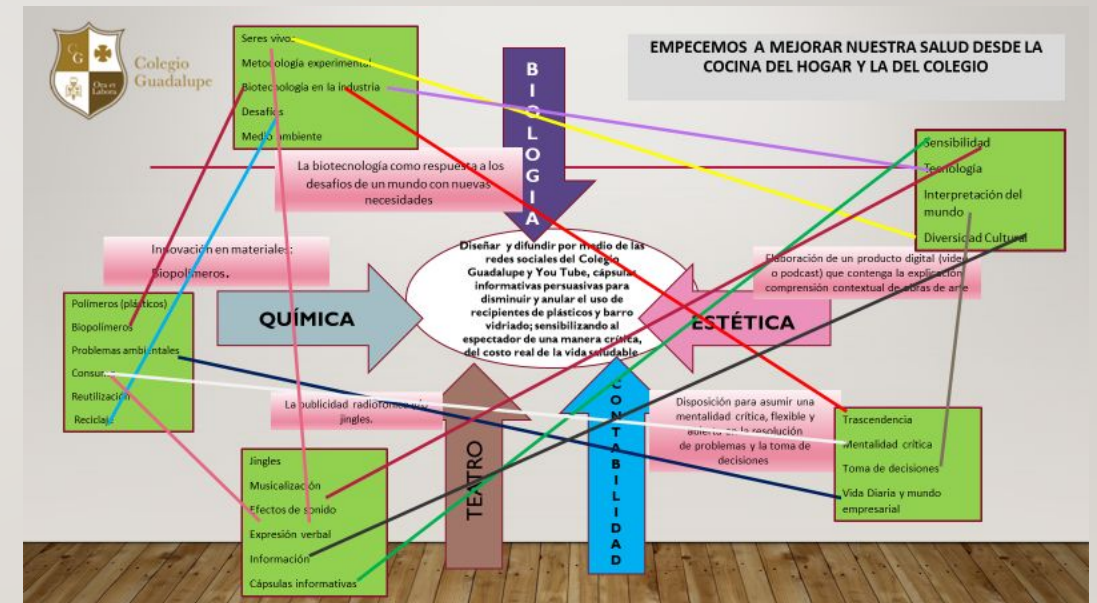 CG
Ora et
Labora
Colegio
Guadalupe
EMPECEMOS A MEJORAR NUESTRA SALUD DESDE LA
COCINA DEL HOGAR Y LA DEL COLEGIO
Seres vivos
Metodología experimental
Biotecnología en la industria
Desafíos
Medio ambiente
BIOLOGIA
La biotecnología como respuesta a los
desafíos de un mundo con nuevas
necesidades
Sensibilidad
Tecnología
Interpretación del
mundo
Diversidad Cultural
Innovación en materiales:
Biopolímeros.
Diseñar y difundir por medio de las
redes sociales del Colegio
Guadalupe y You Tube, cápsulas
informativas persuasivas para
disminuir y anular el uso de
recipientes de plásticos y barro
vidriado; sensibilizando al
espectador de una manera crítica,
del costo real de la vida saludable
Elaboración de un producto digital (video
o podcast) que contenga la explicación
comprensión contextual de obras de arte
Polímeros (plásticos)
Biopolímeros
Problemas ambientales
Consumo
Reutilización
Reciclaje
QUÍMICA
ESTÉTICA
La publicidad radiofónica
jingles.
Disposición para asumir una
mentalidad crítica, flexible y
abierta en la resolución
de problemas y la toma de
decisiones
Trascendencia
Mentalidad crítica
Toma de decisiones
Vida Diaria y mundo
empresarial
Jingles
Musicalización
Efectos de sonido
Expresión verbal
Información
Cápsulas informativas
TEATRO
CONTABILIDAD